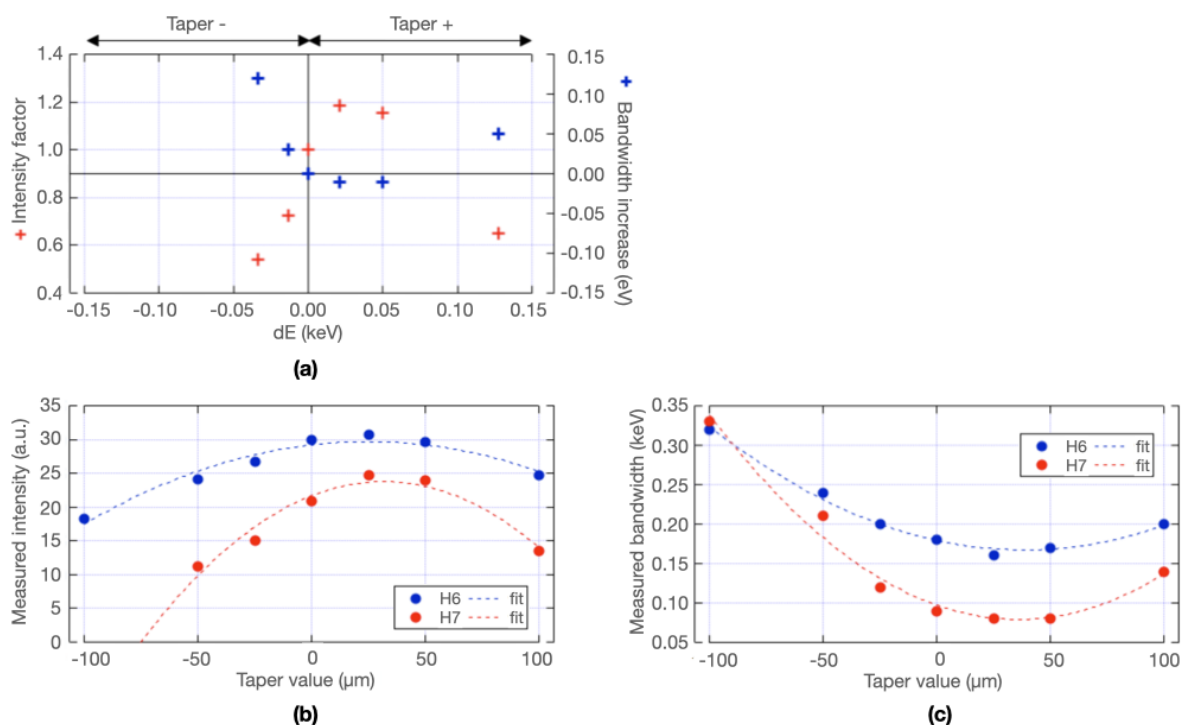 Taper - Taper +
1.4
1.2
1.0
0.8
0.6
0.4
Intensity factor
0.15
0.10
0.05
0.00
-0.05
-0.10
-0.15
Bandwidth increase (eV)
-0.15 -0.10 -0.05 0.00 0.05 0.10 0.15
dE (keV)
(a)
35
30
25
20
15
10
5
0
Measured intensity (a.u.)
H6 fit
H7 fit
-100 -50 0 50 100
Taper value (µm)
(b)
0.35
0.30
0.25
0.20
0.15
0.10
0.05
Measured bandwidth (keV)
H6 fit
H7 fit
-100 -50 0 50 100
Taper value (µm)
(c)